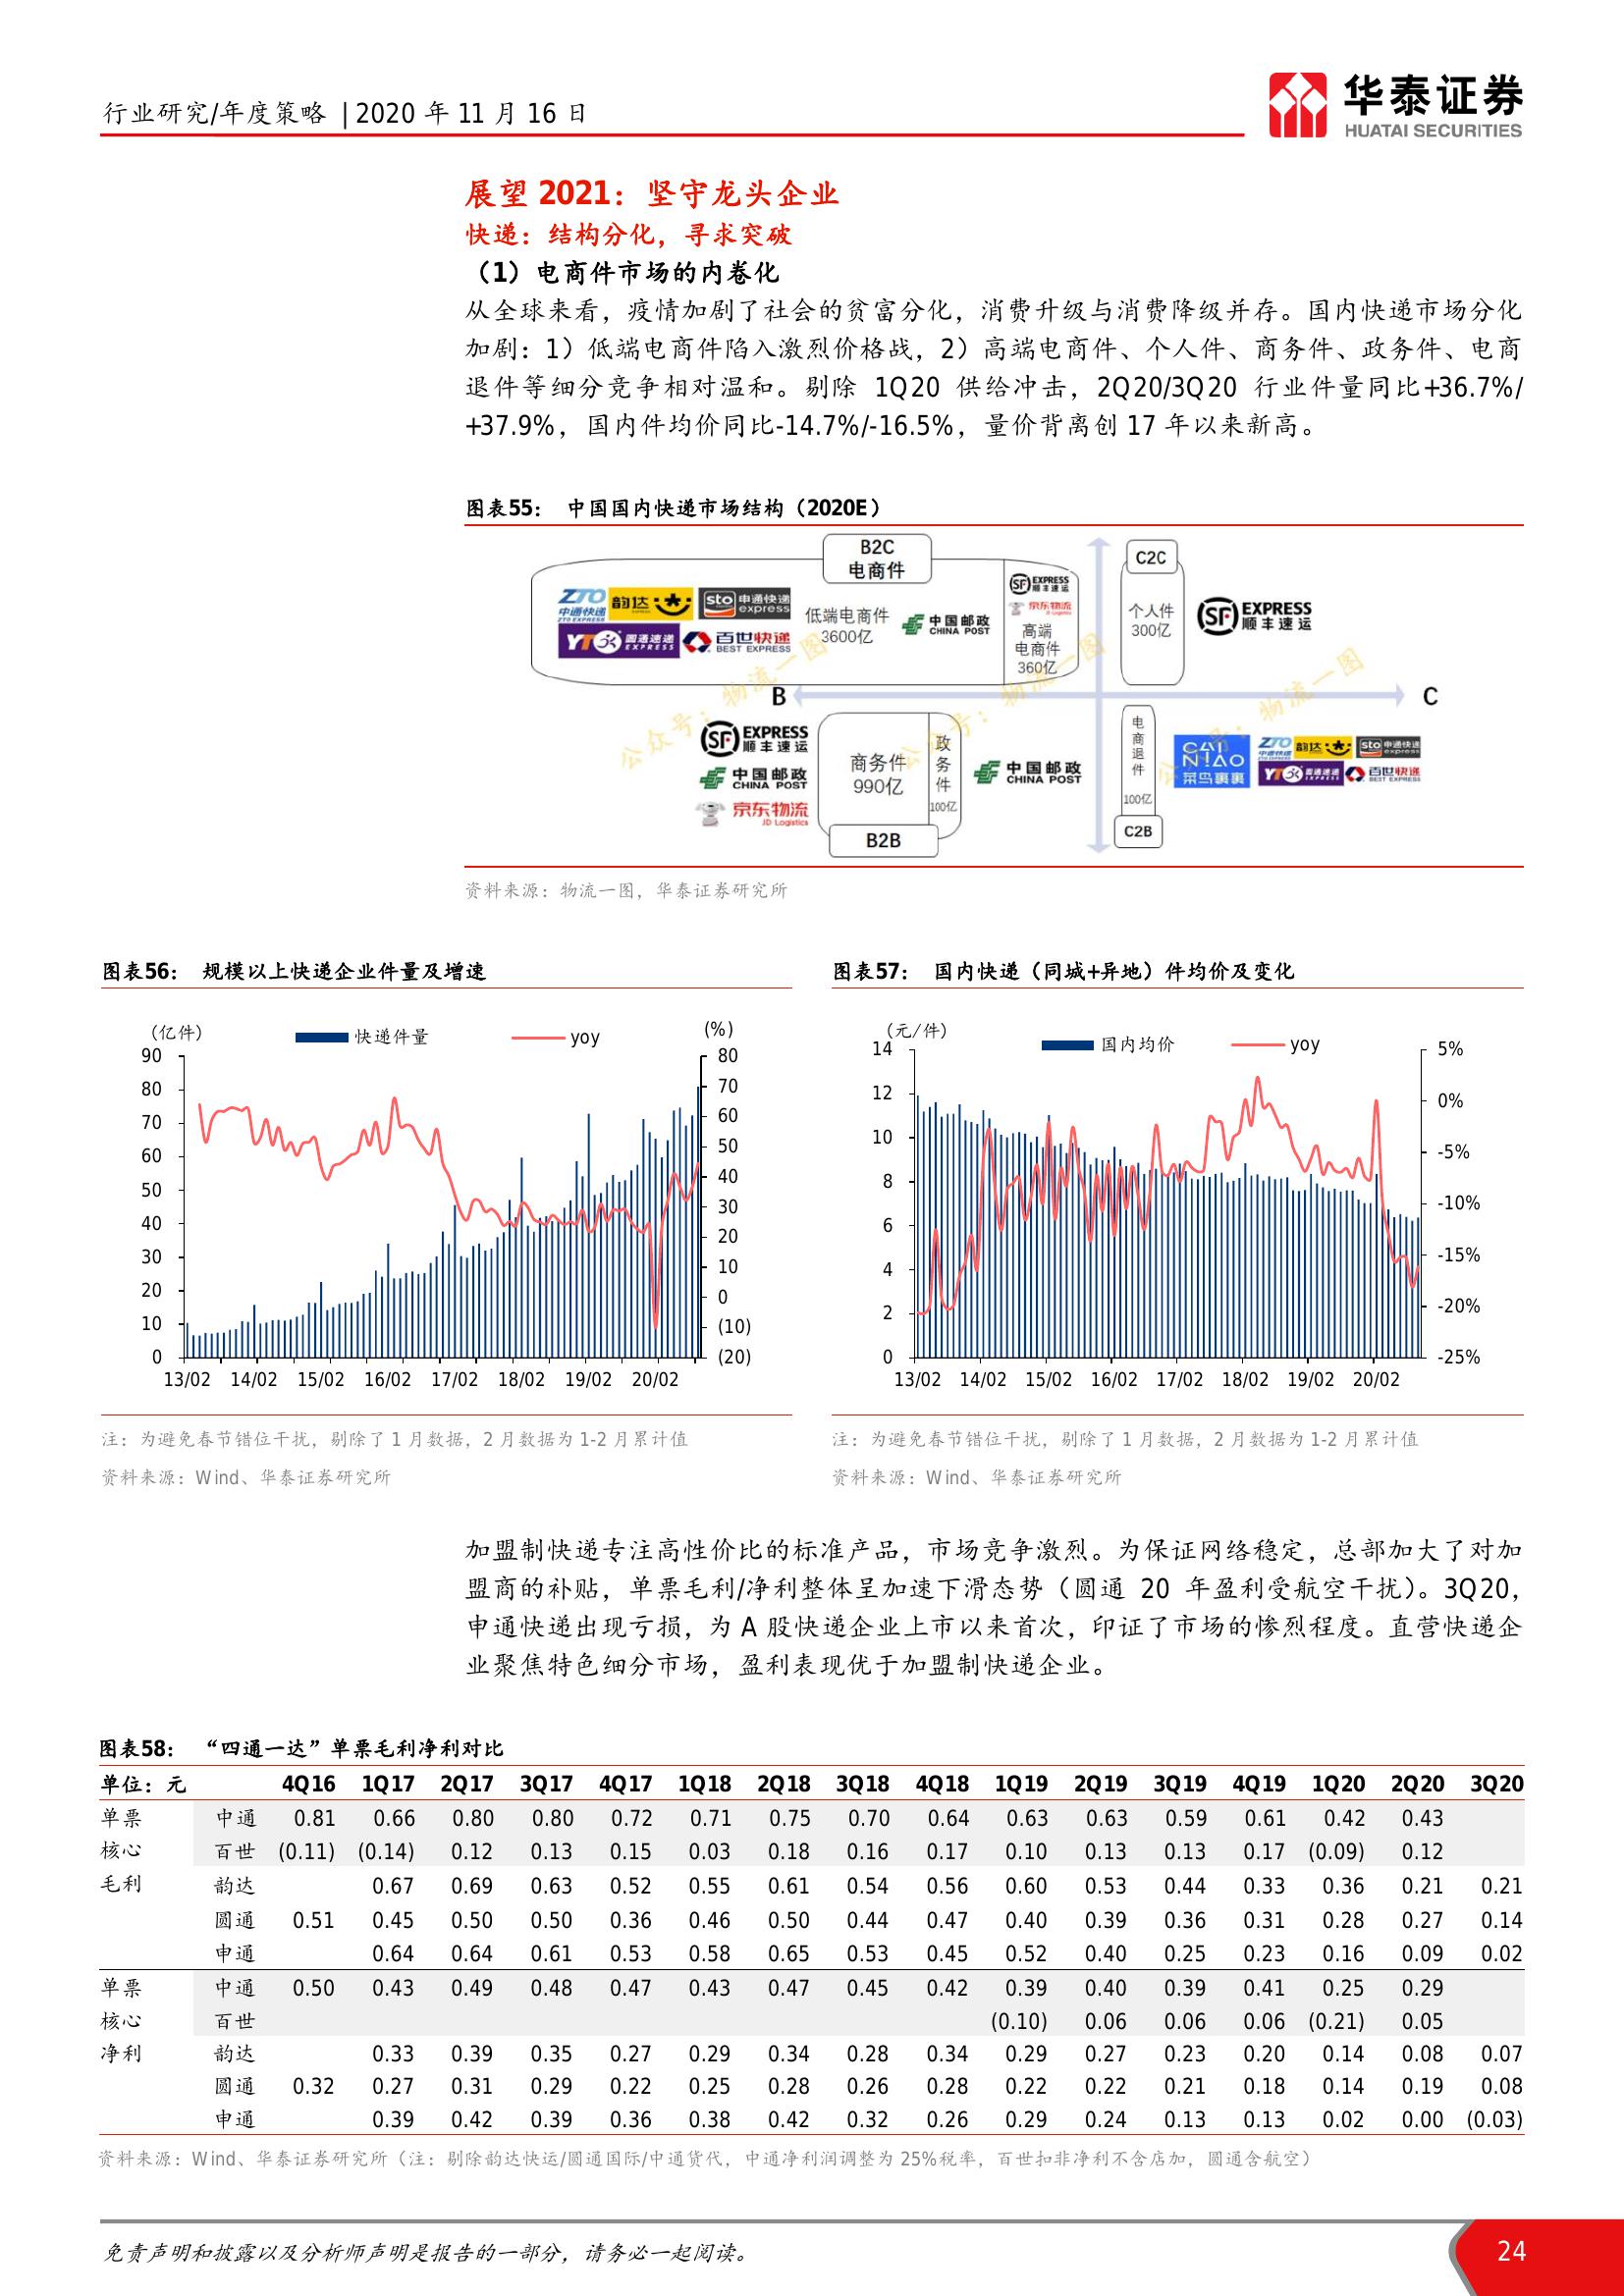 行业研究/年度策略 | 2020 年 11 月 16 日
华泰证券
HUATAI SECURITIES
展望 2021：坚守龙头企业
快递：结构分化，寻求突破
（1）电商件市场的内卷化
从全球来看，疫情加剧了社会的贫富分化，消费升级与消费降级并存。国内快递市场分化
加剧：1）低端电商件陷入激烈价格战，2）高端电商件、个人件、商务件、政务件、电商
退件等细分竞争相对温和。剔除 1Q20 供给冲击，2Q20/3Q20 行业件量同比+36.7%/
+37.9%，国内件均价同比-14.7%/-16.5%，量价背离创 17 年以来新高。
图表55： 中国国内快递市场结构（2020E）
B2C
电商件
ZTO
中通快递
ZTO EXPRESS
韵达
sto 申通快递
express
YTO 圆通速递
EXPRESS
百世快递
BEST EXPRESS
低端电商件
3600亿
中国邮政
CHINA POST
SF EXPRESS
顺丰速运
京东物流
JD Logistics
高端
电商件
360亿
C2C
个人件
300亿
SF EXPRESS
顺丰速运
B
C
SF EXPRESS
顺丰速运
中国邮政
CHINA POST
京东物流
JD Logistics
商务件
990亿
政务件
100亿
B2B
中国邮政
CHINA POST
电商退件
100亿
C2B
CAINIAO
菜鸟裹裹
ZTO
中通快递
韵达
sto 申通快递
express
YTO 圆通速递
百世快递
BEST EXPRESS
公众号：物流一图
公众号：物流一图
公众号：物流一图
资料来源：物流一图，华泰证券研究所
图表56： 规模以上快递企业件量及增速
（亿件） 快递件量 yoy (%)
90 80
80 70
70 60
60 50
50 40
40 30
30 20
20 10
10 0
0 (10)
(20)
13/02 14/02 15/02 16/02 17/02 18/02 19/02 20/02
注：为避免春节错位干扰，剔除了 1 月数据，2 月数据为 1-2 月累计值
资料来源：Wind、华泰证券研究所
图表57： 国内快递（同城+异地）件均价及变化
（元/件） 国内均价 yoy
14 5%
12 0%
10 -5%
8 -10%
6 -15%
4 -20%
2 -25%
0
13/02 14/02 15/02 16/02 17/02 18/02 19/02 20/02
注：为避免春节错位干扰，剔除了 1 月数据，2 月数据为 1-2 月累计值
资料来源：Wind、华泰证券研究所
加盟制快递专注高性价比的标准产品，市场竞争激烈。为保证网络稳定，总部加大了对加
盟商的补贴，单票毛利/净利整体呈加速下滑态势（圆通 20 年盈利受航空干扰）。3Q20，
申通快递出现亏损，为 A 股快递企业上市以来首次，印证了市场的惨烈程度。直营快递企
业聚焦特色细分市场，盈利表现优于加盟制快递企业。
图表58： “四通一达”单票毛利净利对比
单位：元 4Q16 1Q17 2Q17 3Q17 4Q17 1Q18 2Q18 3Q18 4Q18 1Q19 2Q19 3Q19 4Q19 1Q20 2Q20 3Q20
单票 中通 0.81 0.66 0.80 0.80 0.72 0.71 0.75 0.70 0.64 0.63 0.63 0.59 0.61 0.42 0.43
核心 百世 (0.11) (0.14) 0.12 0.13 0.15 0.03 0.18 0.16 0.17 0.10 0.13 0.13 0.17 (0.09) 0.12
毛利 韵达 0.67 0.69 0.63 0.52 0.55 0.61 0.54 0.56 0.60 0.53 0.44 0.33 0.36 0.21 0.21
圆通 0.51 0.45 0.50 0.50 0.36 0.46 0.50 0.44 0.47 0.40 0.39 0.36 0.31 0.28 0.27 0.14
申通 0.64 0.64 0.61 0.53 0.58 0.65 0.53 0.45 0.52 0.40 0.25 0.23 0.16 0.09 0.02
单票 中通 0.50 0.43 0.49 0.48 0.47 0.43 0.47 0.45 0.42 0.39 0.40 0.39 0.41 0.25 0.29
核心 百世 (0.10) 0.06 0.06 0.06 (0.21) 0.05
净利 韵达 0.33 0.39 0.35 0.27 0.29 0.34 0.28 0.34 0.29 0.27 0.23 0.20 0.14 0.08 0.07
圆通 0.32 0.27 0.31 0.29 0.22 0.25 0.28 0.26 0.28 0.22 0.22 0.21 0.18 0.14 0.19 0.08
申通 0.39 0.42 0.39 0.36 0.38 0.42 0.32 0.26 0.29 0.24 0.13 0.13 0.02 0.00 (0.03)
资料来源：Wind、华泰证券研究所（注：剔除韵达快运/圆通国际/中通货代，中通净利润调整为 25%税率，百世扣非净利不含店加，圆通含航空）
免责声明和披露以及分析师声明是报告的一部分，请务必一起阅读。
24